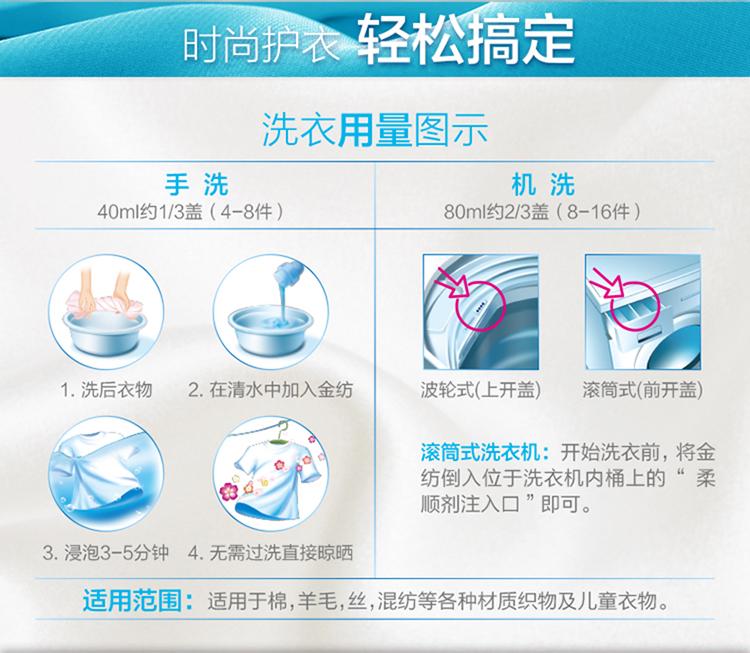 时尚护衣 轻松搞定
洗衣用量图示
手 洗
40ml约1/3盖（4-8件）
机 洗
80ml约2/3盖（8-16件）
1. 洗后衣物
2. 在清水中加入金纺
3. 浸泡3-5分钟
4. 无需过洗直接晾晒
波轮式(上开盖)
滚筒式(前开盖)
滚筒式洗衣机：开始洗衣前，将金
纺倒入位于洗衣机内桶上的“ 柔
顺剂注入口 ”即可。
适用范围：适用于棉,羊毛,丝,混纺等各种材质织物及儿童衣物。